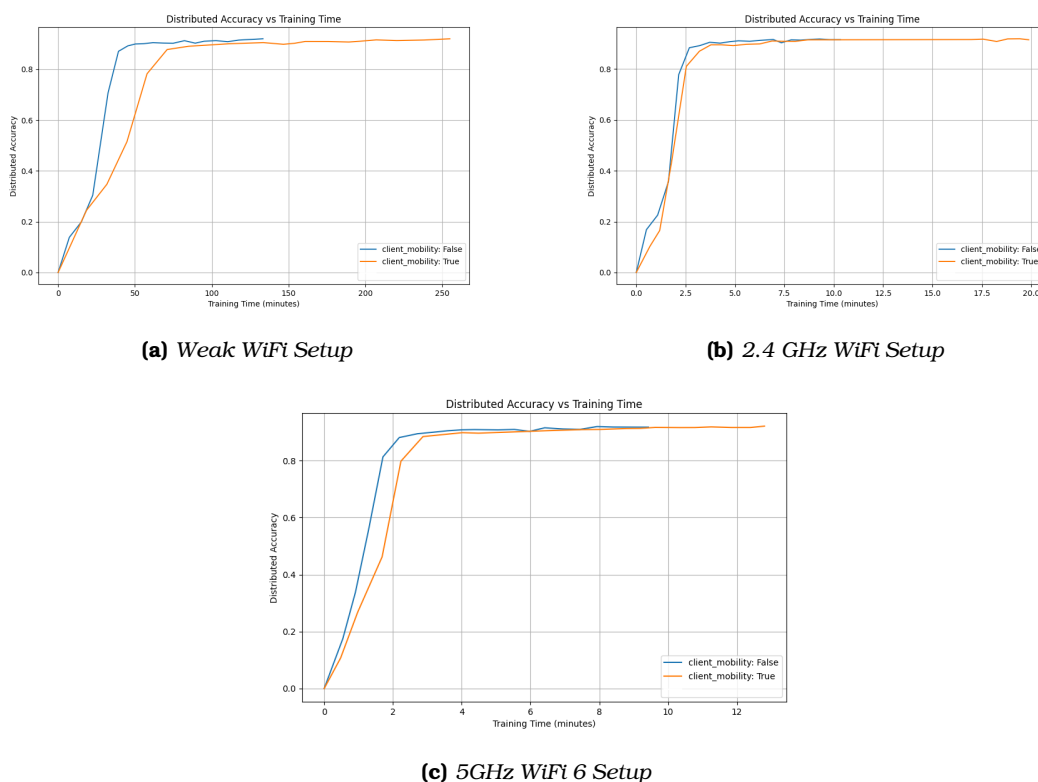 Distributed Accuracy vs Training Time
Distributed Accuracy
0.8
0.6
0.4
0.2
0.0
client_mobility: False
client_mobility: True
0 50 100 150 200 250
Training Time (minutes)
(a) Weak WiFi Setup
Distributed Accuracy vs Training Time
Distributed Accuracy
0.8
0.6
0.4
0.2
0.0
client_mobility: False
client_mobility: True
0.0 2.5 5.0 7.5 10.0 12.5 15.0 17.5 20.0
Training Time (minutes)
(b) 2.4 GHz WiFi Setup
Distributed Accuracy vs Training Time
Distributed Accuracy
0.8
0.6
0.4
0.2
0.0
client_mobility: False
client_mobility: True
0 2 4 6 8 10 12
Training Time (minutes)
(c) 5GHz WiFi 6 Setup